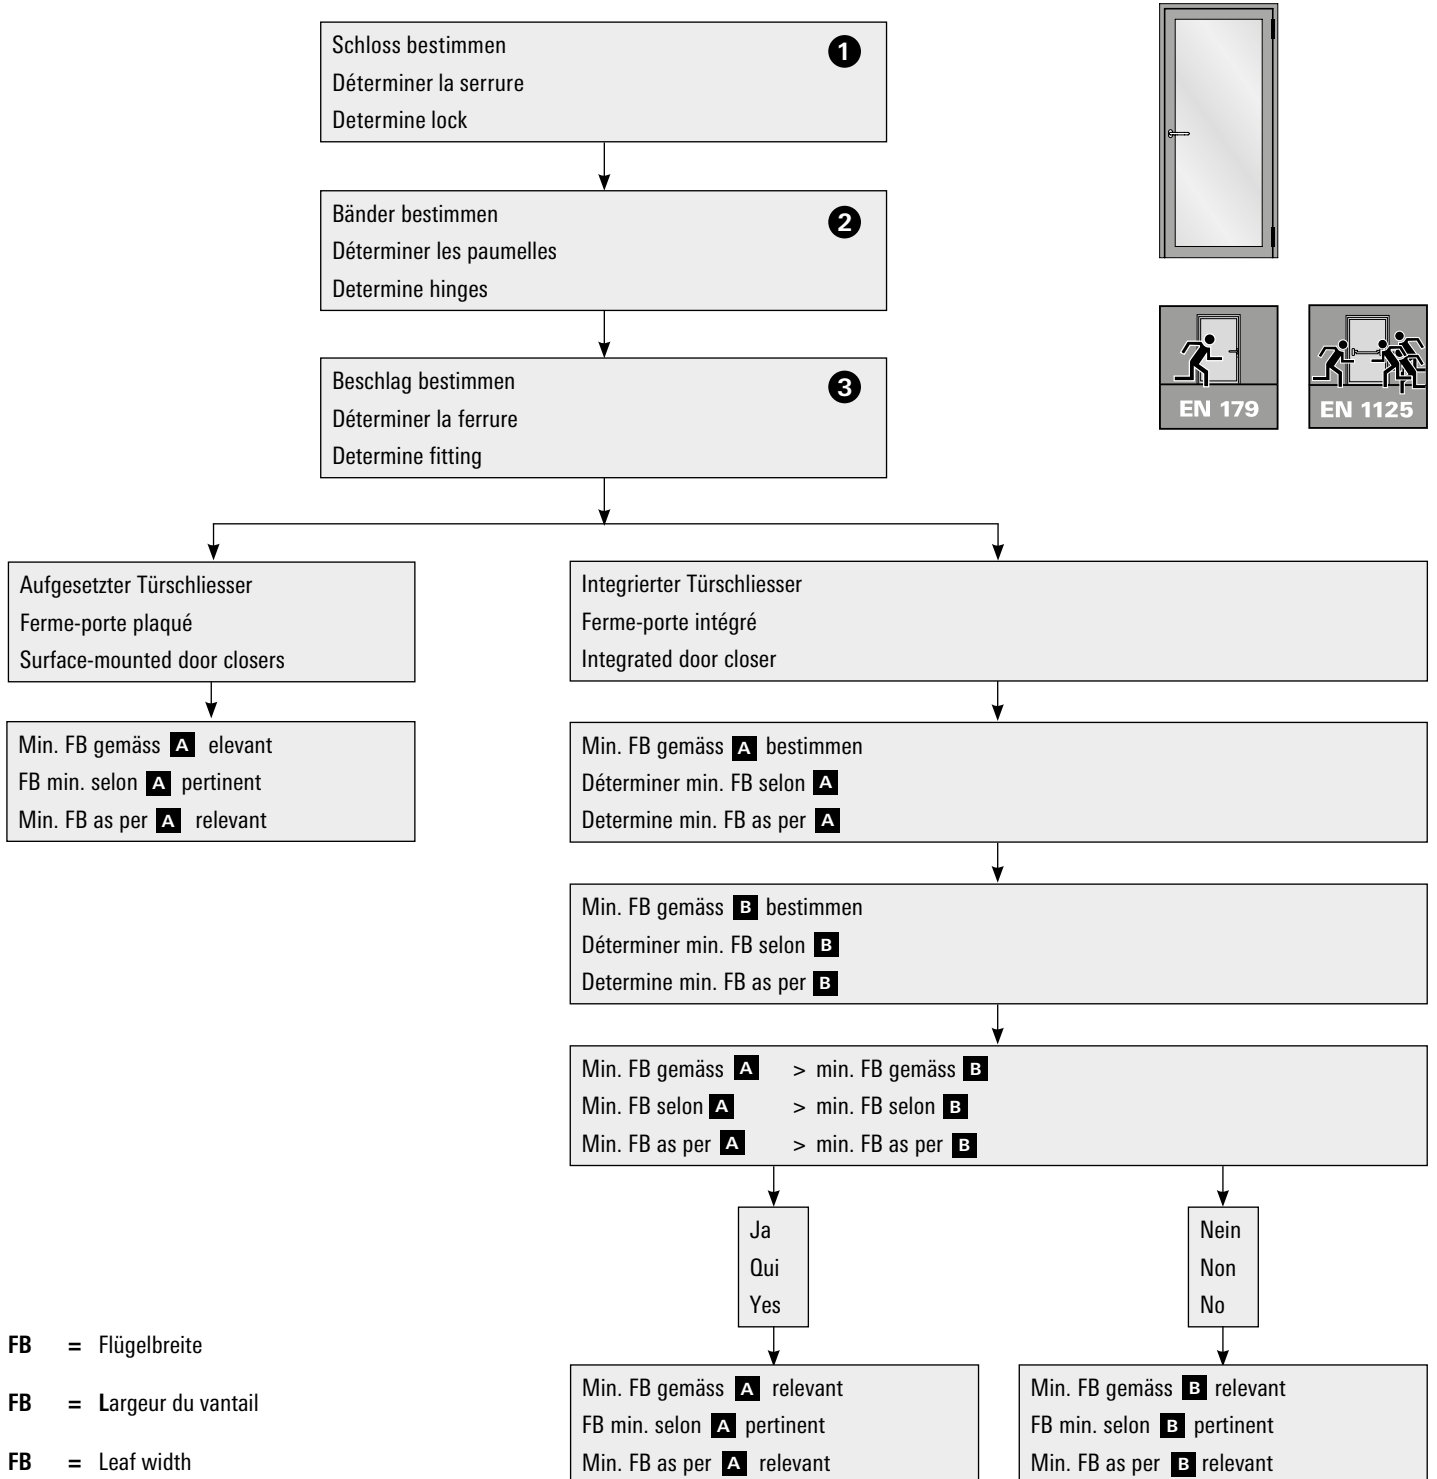 Schloss bestimmen
Déterminer la serrure
Determine lock
1
Bänder bestimmen
Déterminer les paumelles
Determine hinges
2
Beschlag bestimmen
Déterminer la ferrure
Determine fitting
3
EN 179
EN 1125
Aufgesetzter Türschliesser
Ferme-porte plaqué
Surface-mounted door closers
Integrierter Türschliesser
Ferme-porte intégré
Integrated door closer
Min. FB gemäss A elevant
FB min. selon A pertinent
Min. FB as per A relevant
Min. FB gemäss A bestimmen
Déterminer min. FB selon A
Determine min. FB as per A
Min. FB gemäss B bestimmen
Déterminer min. FB selon B
Determine min. FB as per B
Min. FB gemäss A > min. FB gemäss B
Min. FB selon A > min. FB selon B
Min. FB as per A > min. FB as per B
Ja
Qui
Yes
Nein
Non
No
Min. FB gemäss A relevant
FB min. selon A pertinent
Min. FB as per A relevant
Min. FB gemäss B relevant
FB min. selon B pertinent
Min. FB as per B relevant
FB = Flügelbreite
FB = Largeur du vantail
FB = Leaf width